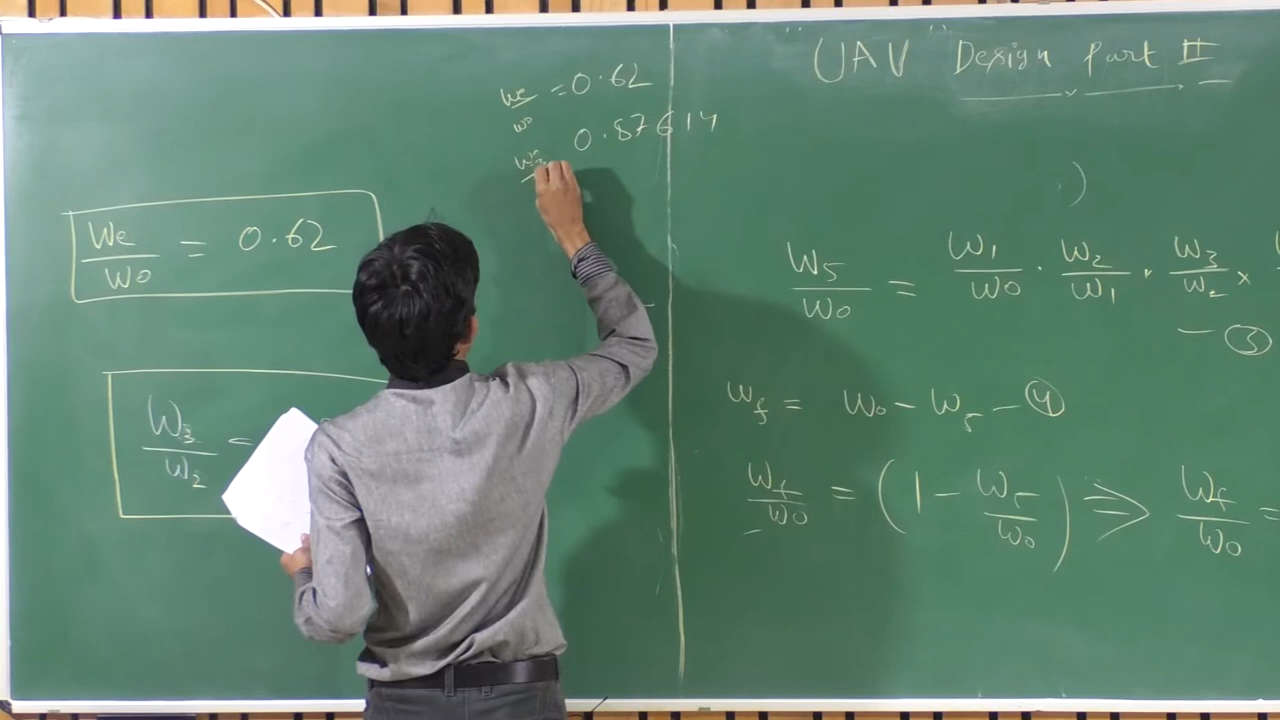 We/W0 = 0.62
0.87614
W3
We/W0 = 0.62
W3/W2 =
"UAV" Design Part II
)
W5/W0 = W1/W0 · W2/W1 · W3/W2 ×
— ③
Wf = W0 – W5 — ④
Wf/W0 = (1 – W5/W0) ⇒ Wf/W0 =